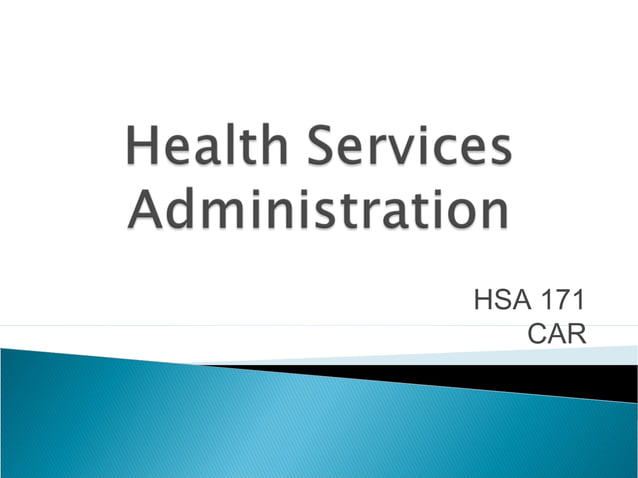 Health Services
Administration
HSA 171
CAR